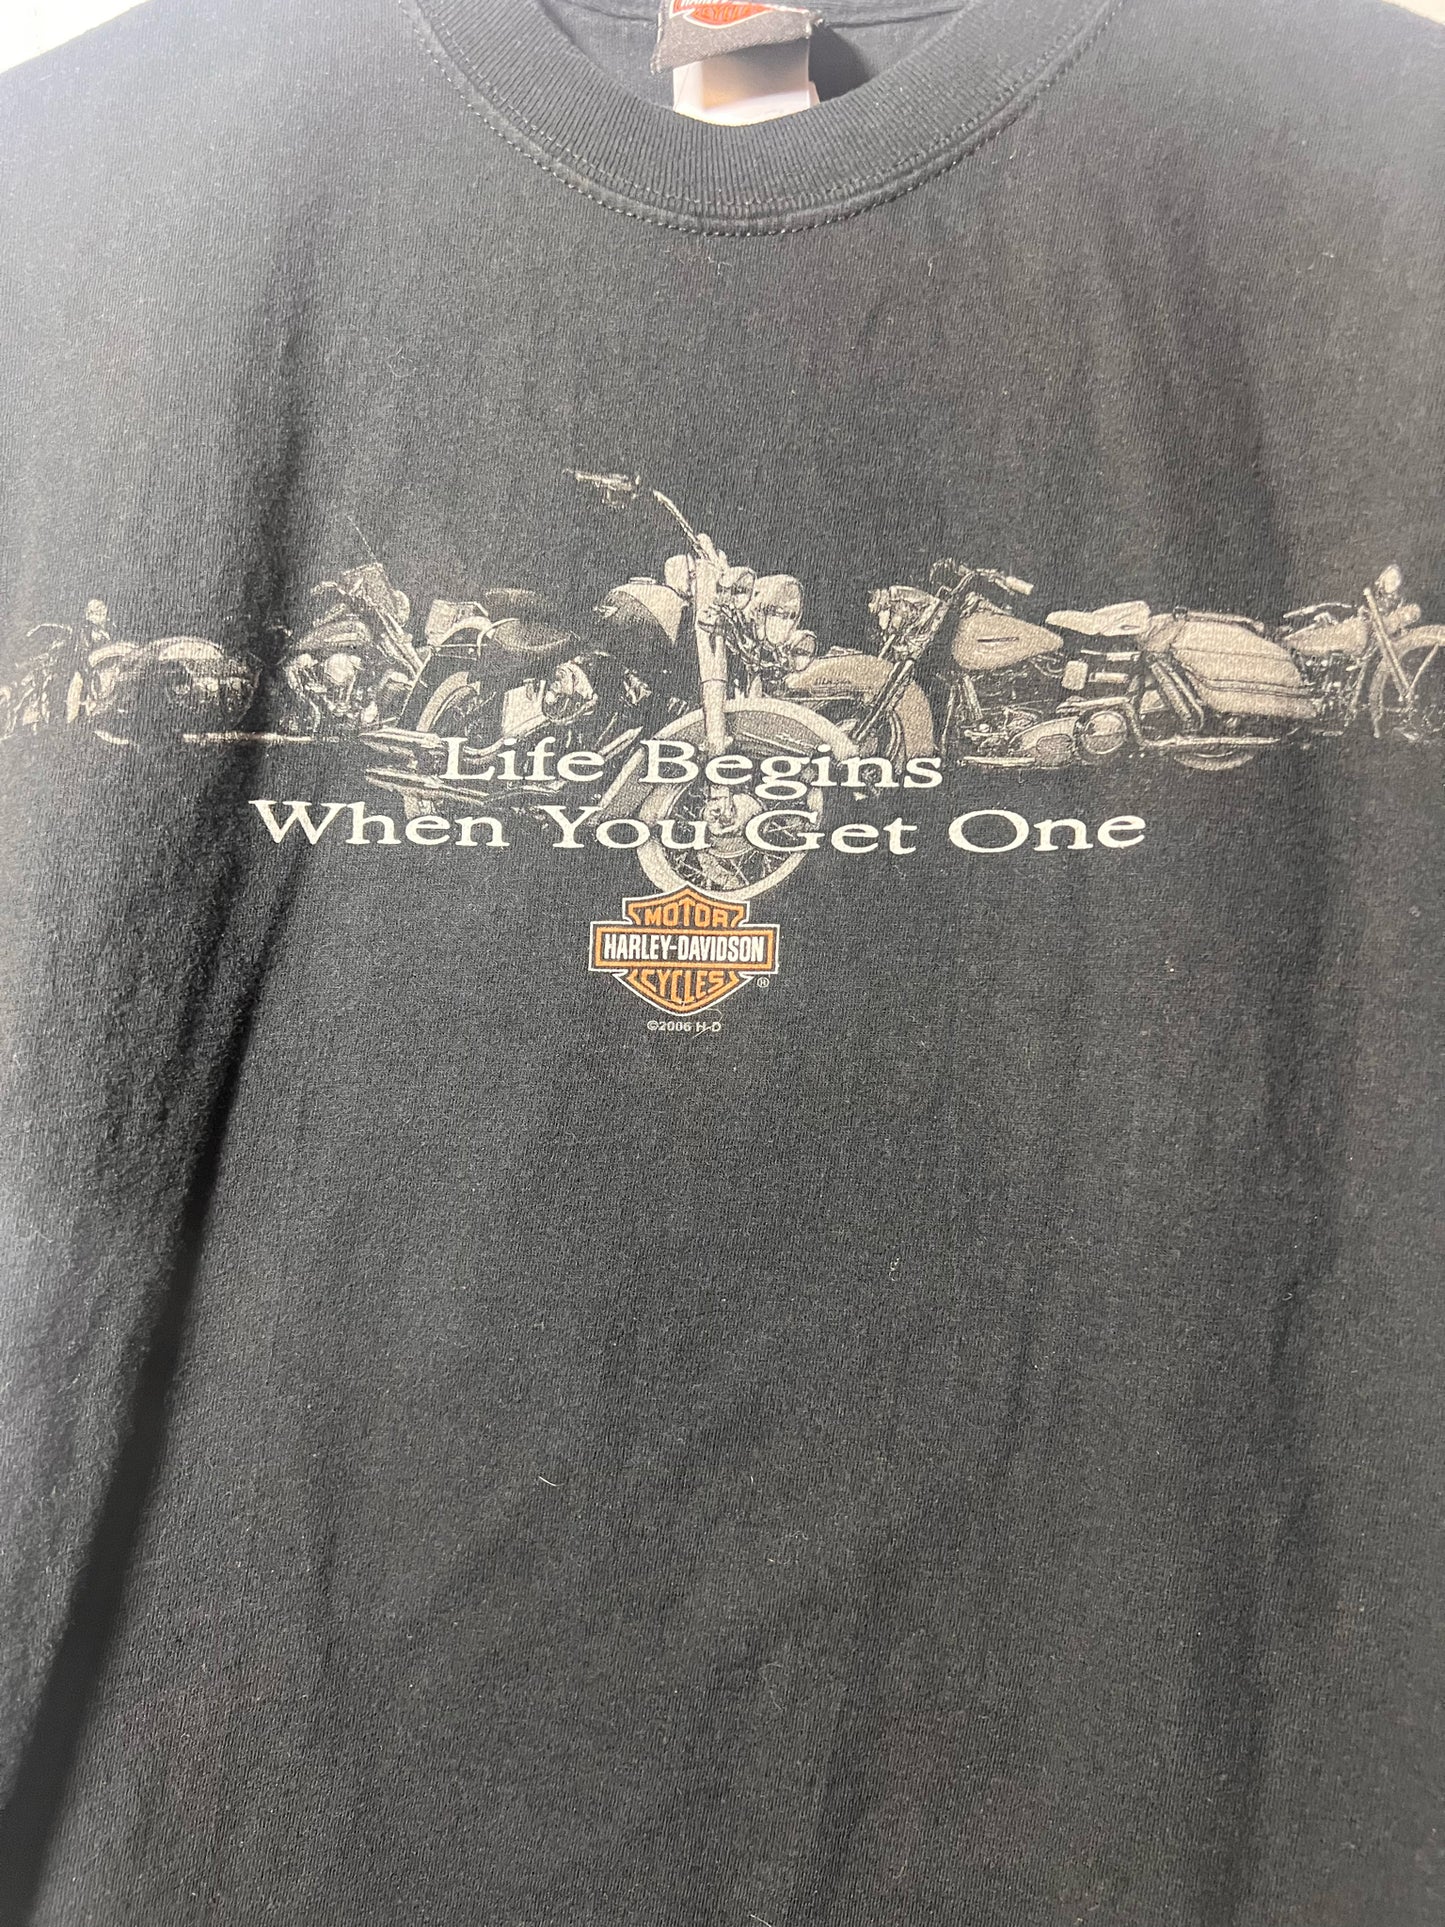 Life Begins
When You Get One
MOTOR
HARLEY-DAVIDSON
CYCLES ®
©2006 H-D